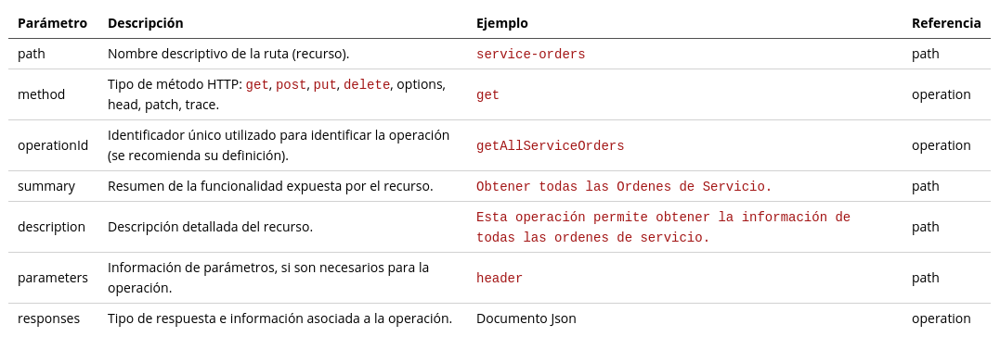 Parámetro Descripción Ejemplo Referencia
path Nombre descriptivo de la ruta (recurso). service-orders path
method Tipo de método HTTP: get, post, put, delete, options, head, patch, trace. get operation
operationId Identificador único utilizado para identificar la operación (se recomienda su definición). getAllServiceOrders operation
summary Resumen de la funcionalidad expuesta por el recurso. Obtener todas las Ordenes de Servicio. path
description Descripción detallada del recurso. Esta operación permite obtener la información de todas las ordenes de servicio. path
parameters Información de parámetros, si son necesarios para la operación. header path
responses Tipo de respuesta e información asociada a la operación. Documento Json operation